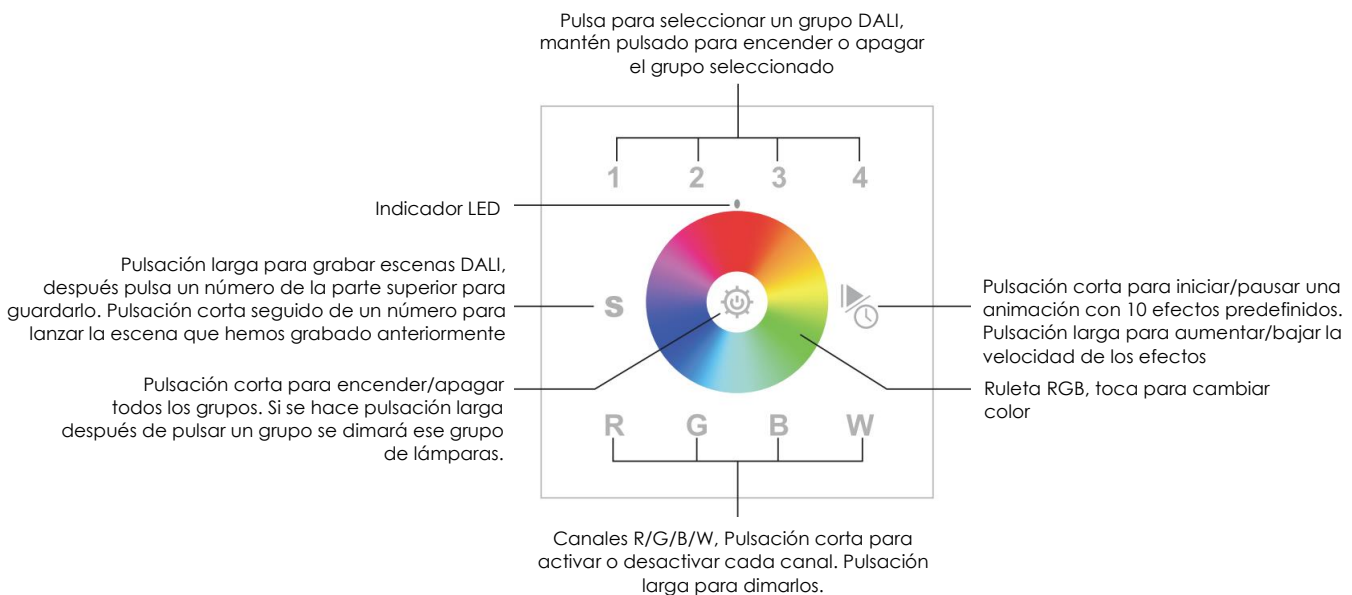 Pulsa para seleccionar un grupo DALI,
mantén pulsado para encender o apagar
el grupo seleccionado
1 2 3 4
Indicador LED
Pulsación larga para grabar escenas DALI,
después pulsa un número de la parte superior para
guardarlo. Pulsación corta seguido de un número para
lanzar la escena que hemos grabado anteriormente
S
Pulsación corta para iniciar/pausar una
animación con 10 efectos predefinidos.
Pulsación larga para aumentar/bajar la
velocidad de los efectos
Pulsación corta para encender/apagar
todos los grupos. Si se hace pulsación larga
después de pulsar un grupo se dimará ese grupo
de lámparas.
Ruleta RGB, toca para cambiar
color
R G B W
Canales R/G/B/W, Pulsación corta para
activar o desactivar cada canal. Pulsación
larga para dimarlos.